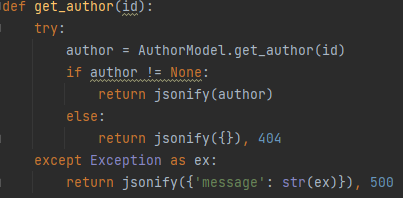 def get_author(id):
    try:
        author = AuthorModel.get_author(id)
        if author != None:
            return jsonify(author)
        else:
            return jsonify({}), 404
    except Exception as ex:
        return jsonify({'message': str(ex)}), 500